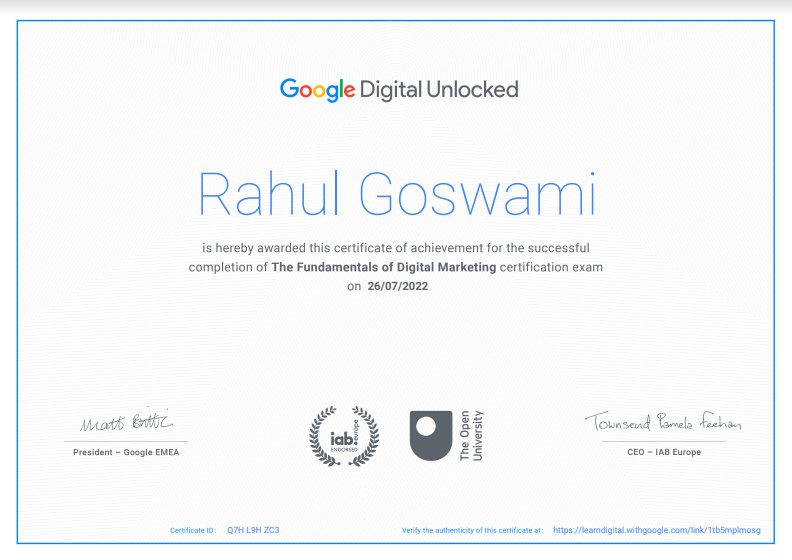 Google Digital Unlocked
Rahul Goswami
is hereby awarded this certificate of achievement for the successful
completion of The Fundamentals of Digital Marketing certification exam
on 26/07/2022
Matt Brittin
Townsend Pamela Feehan
President – Google EMEA
iab europe
ENDORSED
The Open
University
CEO – IAB Europe
Certificate ID: Q7H L9H ZC3
Verify the authenticity of this certificate at: https://learndigital.withgoogle.com/link/1tb5mplmosg